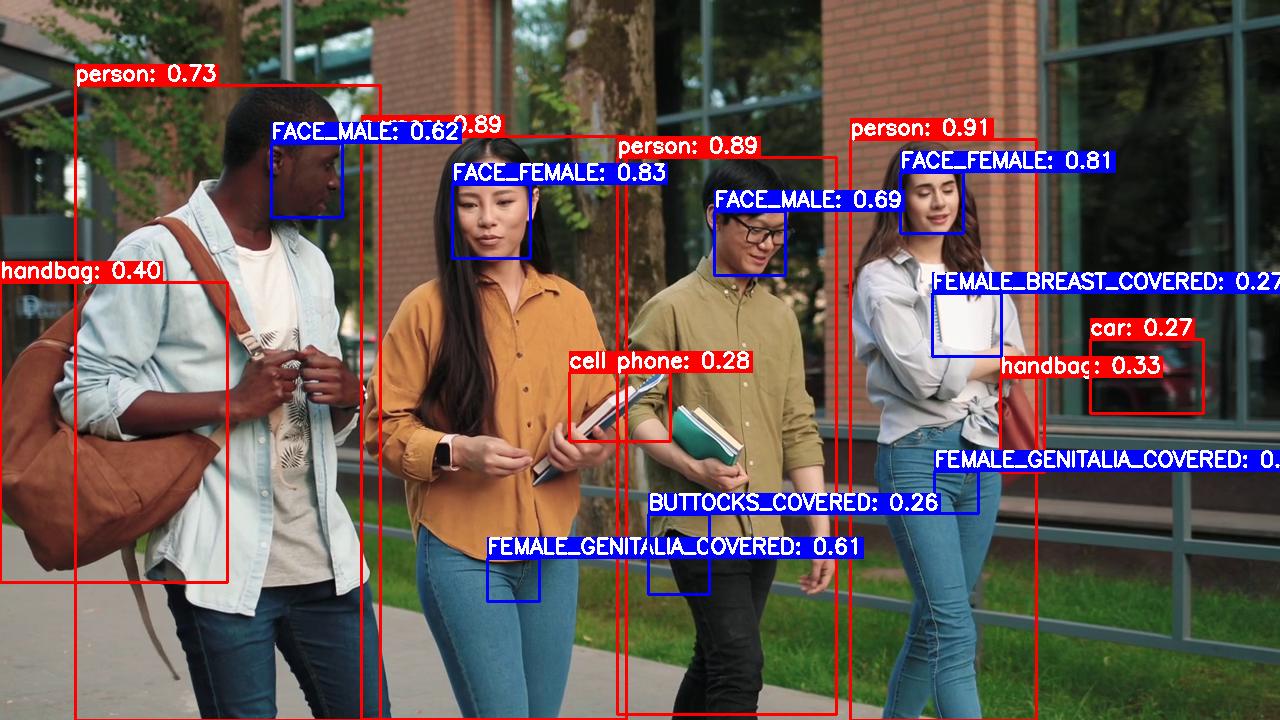 person: 0.73
0.89
FACE_MALE: 0.62
person: 0.91
person: 0.89
FACE_FEMALE: 0.81
FACE_FEMALE: 0.83
FACE_MALE: 0.69
handbag: 0.40
FEMALE_BREAST_COVERED: 0.27
car: 0.27
cell phone: 0.28
handbag: 0.33
FEMALE_GENITALIA_COVERED: 0.
BUTTOCKS_COVERED: 0.26
FEMALE_GENITALIA_COVERED: 0.61